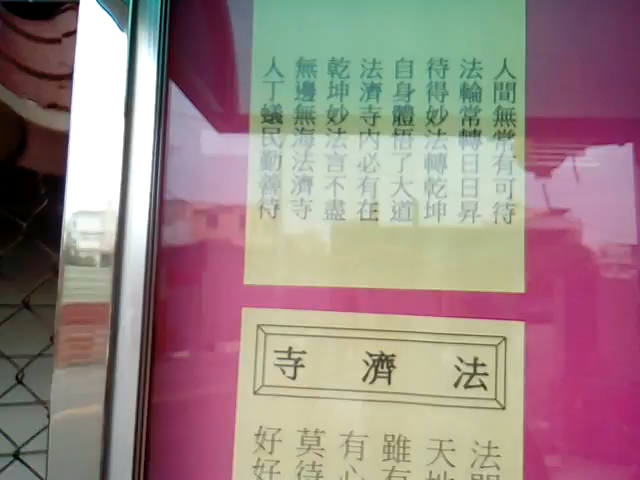 人間無常有可待
法輪常轉日日昇
待得妙法轉乾坤
自身體悟了大道
法濟寺內必有在
乾坤妙法言不盡
無邊無海法濟寺
人丁蟻民勤善待
法濟寺
法
天地
雖有
有心
莫待
好好